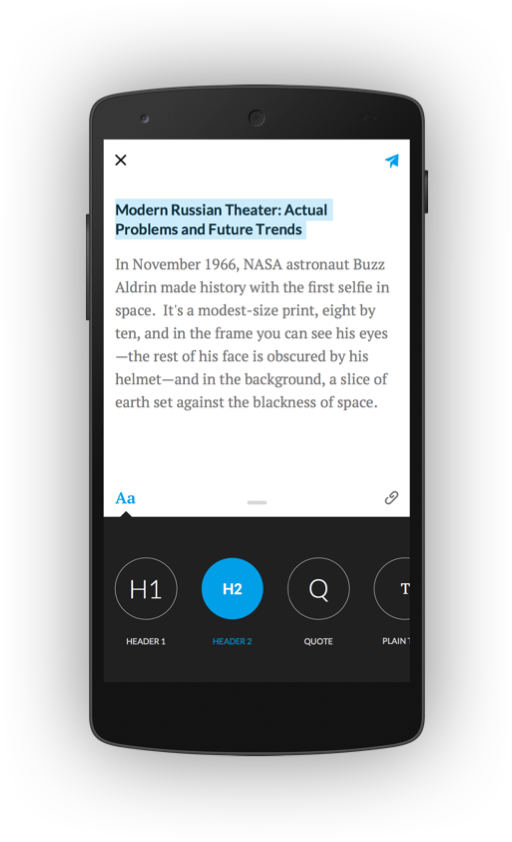 Modern Russian Theater: Actual
Problems and Future Trends
In November 1966, NASA astronaut Buzz
Aldrin made history with the first selfie in
space.  It's a modest-size print, eight by
ten, and in the frame you can see his eyes
—the rest of his face is obscured by his
helmet—and in the background, a slice of
earth set against the blackness of space.
Aa
H1 H2 Q T
HEADER 1 HEADER 2 QUOTE PLAIN T